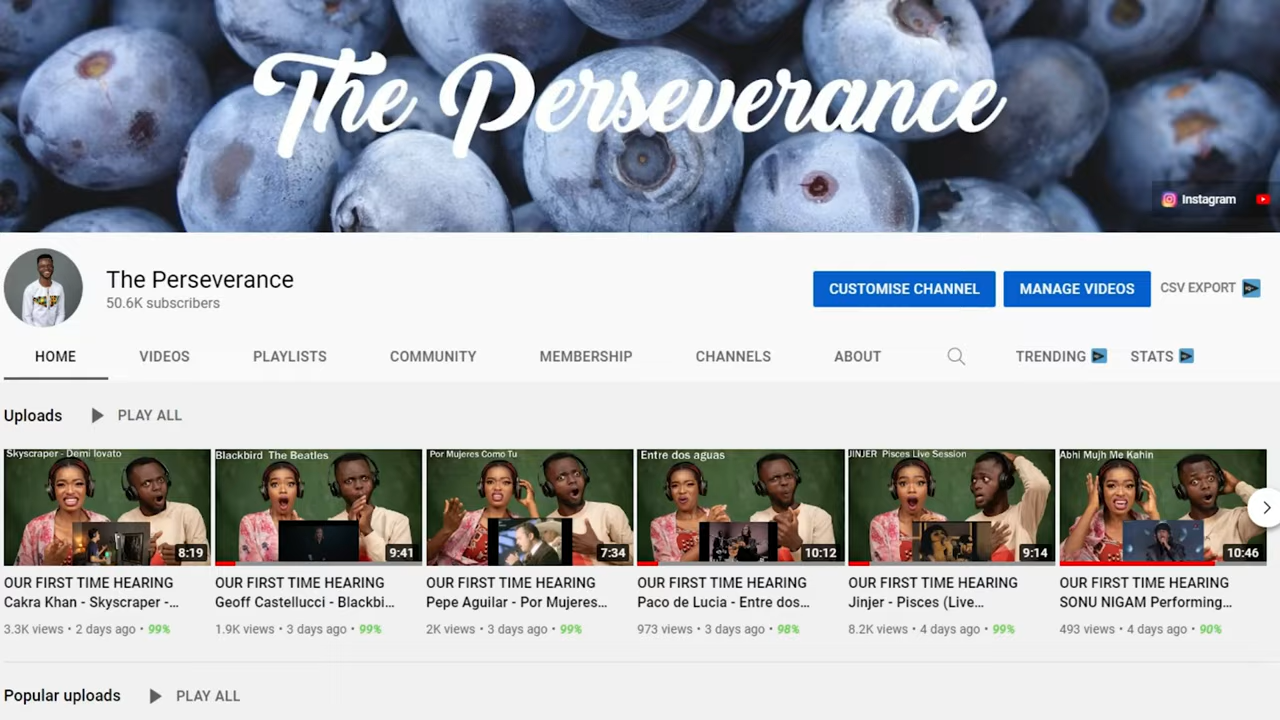 The Perseverance
Instagram
The Perseverance
50.6K subscribers
CUSTOMISE CHANNEL
MANAGE VIDEOS
CSV EXPORT
HOME
VIDEOS
PLAYLISTS
COMMUNITY
MEMBERSHIP
CHANNELS
ABOUT
TRENDING
STATS
Uploads
PLAY ALL
Skyscraper - Demi lovato
8:19
OUR FIRST TIME HEARING
Cakra Khan - Skyscraper -...
3.3K views • 2 days ago • 99%
Blackbird The Beatles
9:41
OUR FIRST TIME HEARING
Geoff Castellucci - Blackbi...
1.9K views • 3 days ago • 99%
Por Mujeres Como Tu
7:34
OUR FIRST TIME HEARING
Pepe Aguilar - Por Mujeres...
2K views • 3 days ago • 99%
Entre dos aguas
10:12
OUR FIRST TIME HEARING
Paco de Lucia - Entre dos...
973 views • 3 days ago • 98%
JINJER Pisces Live Session
9:14
OUR FIRST TIME HEARING
Jinjer - Pisces (Live...
8.2K views • 4 days ago • 99%
Abhi Mujh Me Kahin
10:46
OUR FIRST TIME HEARING
SONU NIGAM Performing...
493 views • 4 days ago • 90%
Popular uploads
PLAY ALL